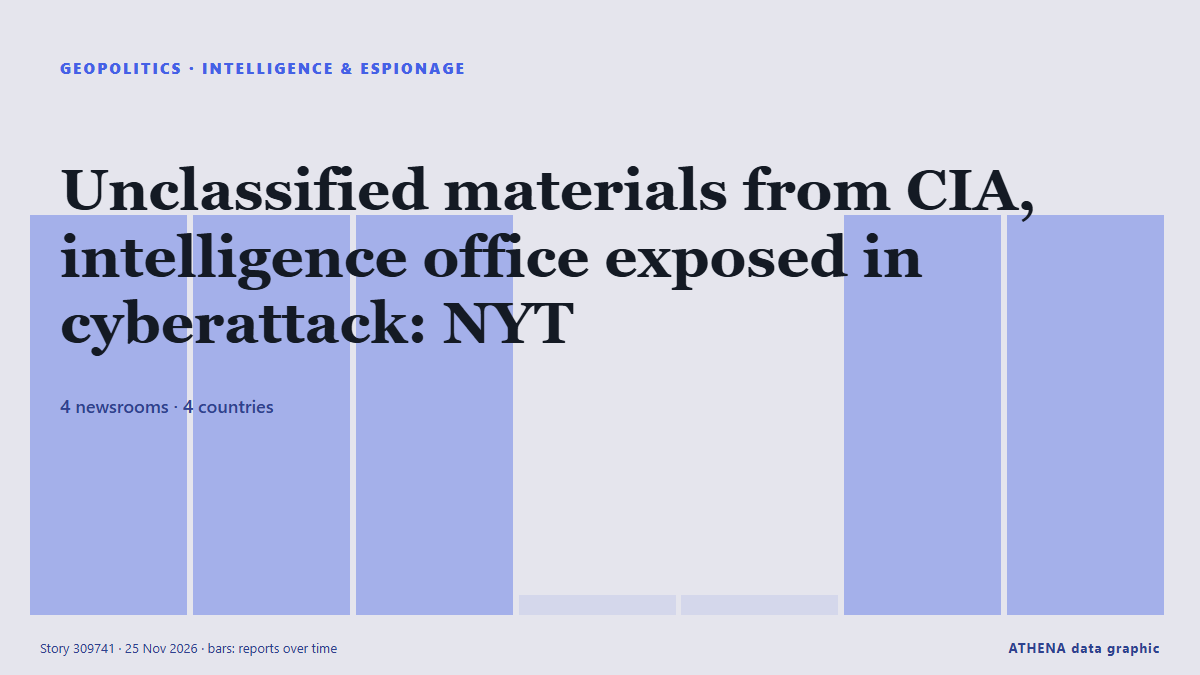 GEOPOLITICS · INTELLIGENCE & ESPIONAGE
Unclassified materials from CIA,
intelligence office exposed in
cyberattack: NYT
4 newsrooms · 4 countries
Story 309741 · 25 Nov 2026 · bars: reports over time
ATHENA data graphic